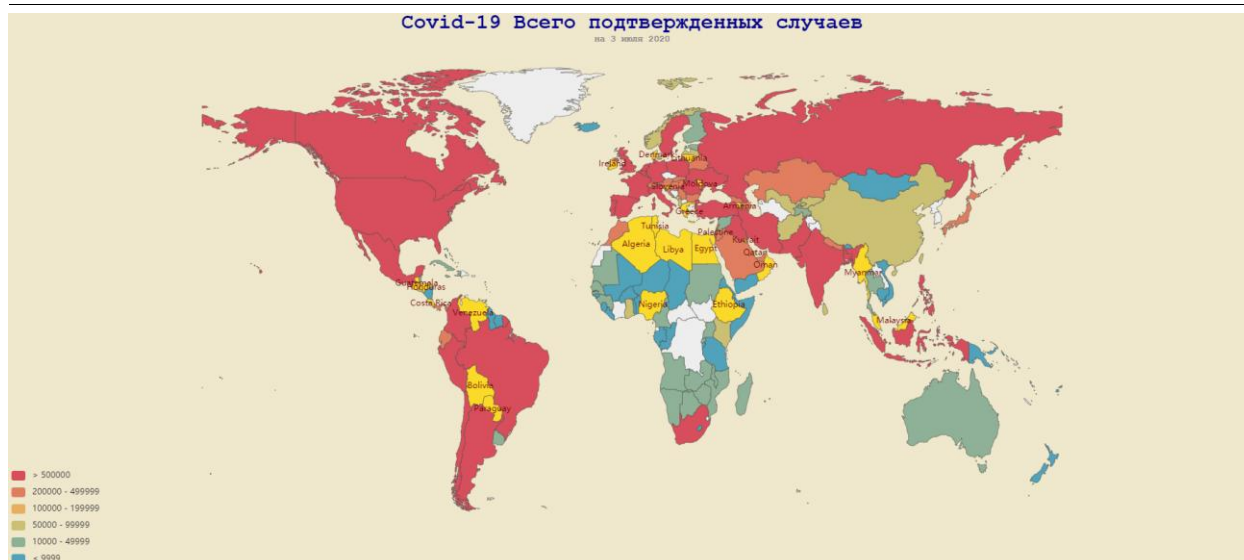 Covid-19 Всего подтвержденных случаев
на 3 июля 2020
Denmark
Lithuania
Ireland
Slovenia
Moldova
Greece
Armenia
Tunisia
Palestine
Kuwait
Algeria
Libya
Egypt
Qatar
Oman
Myanmar
Guatemala
Honduras
Costa Rica
Venezuela
Nigeria
Ethiopia
Malaysia
Bolivia
Paraguay
> 500000
200000 - 499999
100000 - 199999
50000 - 99999
10000 - 49999
< 9999